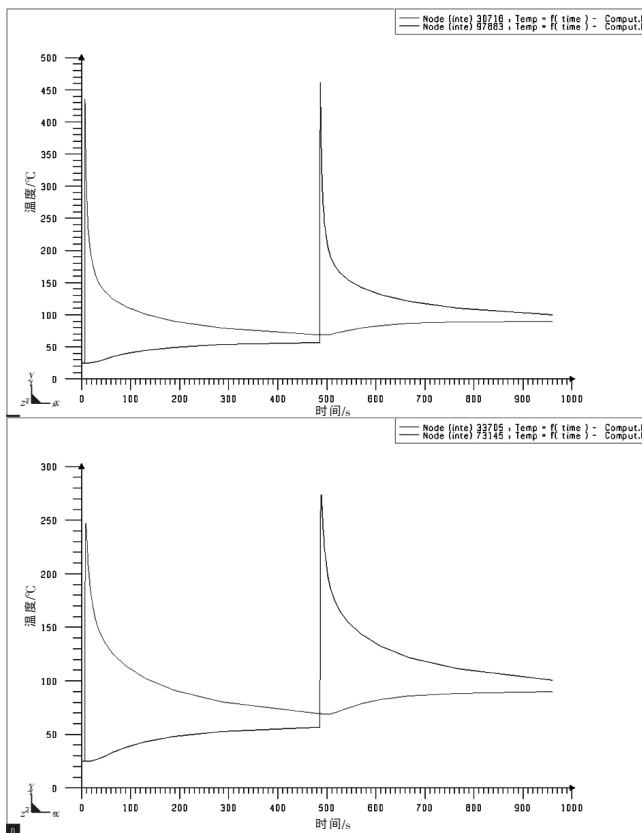 Node (inte) 30716 : Temp = f( time ) - Comput.
Node (inte) 97883 : Temp = f( time ) - Comput.
500
450
400
350
300
250
200
150
100
50
0
温度/℃
0 100 200 300 400 500 600 700 800 900 1000
时间/s
Node (inte) 33705 : Temp = f( time ) - Comput.
Node (inte) 73145 : Temp = f( time ) - Comput.
300
250
200
150
100
50
0
温度/℃
0 100 200 300 400 500 600 700 800 900 1000
时间/s